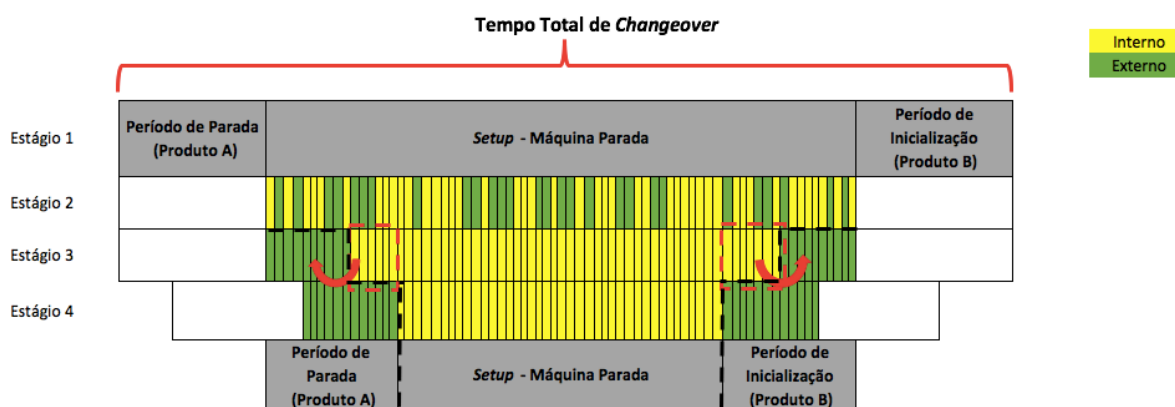 Tempo Total de Changeover
Interno
Externo
Estágio 1
Período de Parada
(Produto A)
Setup - Máquina Parada
Período de
Inicialização
(Produto B)
Estágio 2
Estágio 3
Estágio 4
Período de
Parada
(Produto A)
Setup - Máquina Parada
Período de
Inicialização
(Produto B)